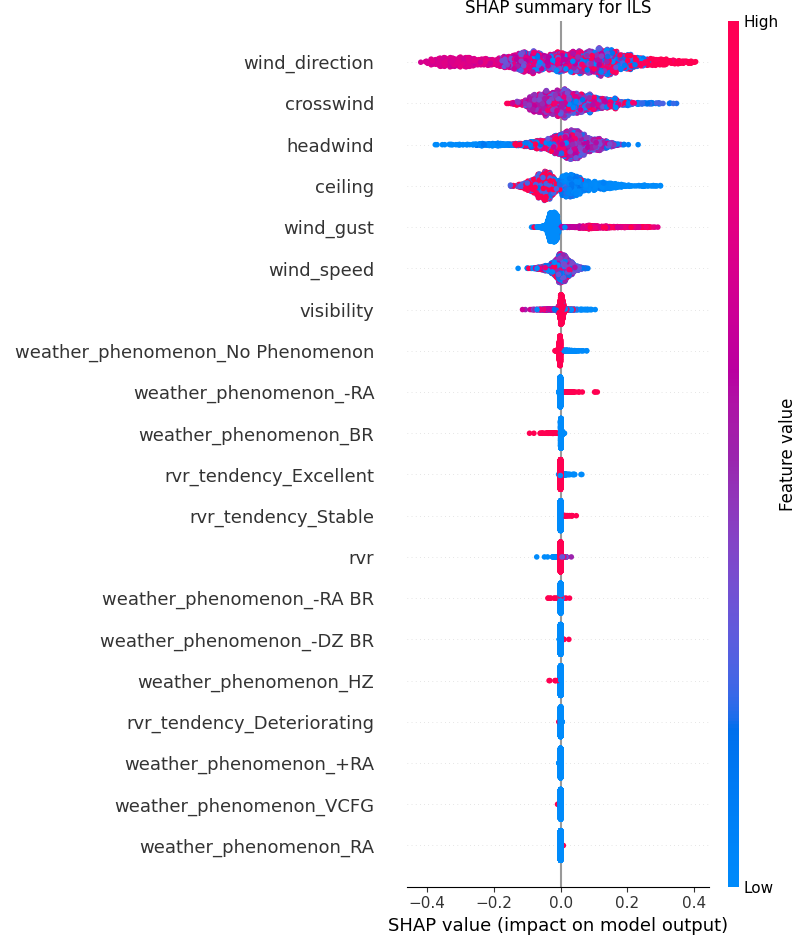 SHAP summary for ILS
High
wind_direction
crosswind
headwind
ceiling
wind_gust
wind_speed
visibility
weather_phenomenon_No Phenomenon
weather_phenomenon_-RA
weather_phenomenon_BR
rvr_tendency_Excellent
rvr_tendency_Stable
rvr
weather_phenomenon_-RA BR
weather_phenomenon_-DZ BR
weather_phenomenon_HZ
rvr_tendency_Deteriorating
weather_phenomenon_+RA
weather_phenomenon_VCFG
weather_phenomenon_RA
Feature value
Low
−0.4 −0.2 0.0 0.2 0.4
SHAP value (impact on model output)